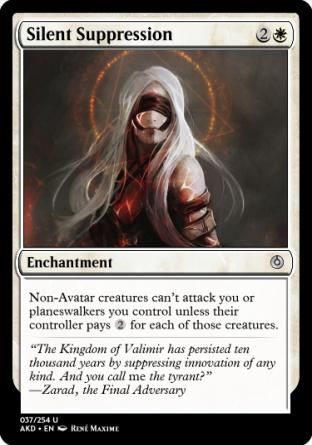 Silent Suppression 2
Enchantment
Non-Avatar creatures can't attack you or
planeswalkers you control unless their
controller pays 2 for each of those creatures.
"The Kingdom of Valimir has persisted ten
thousand years by suppressing innovation of any
kind. And you call me the tyrant?"
—Zarad, the Final Adversary
037/254 U
AKD • EN René Maxime